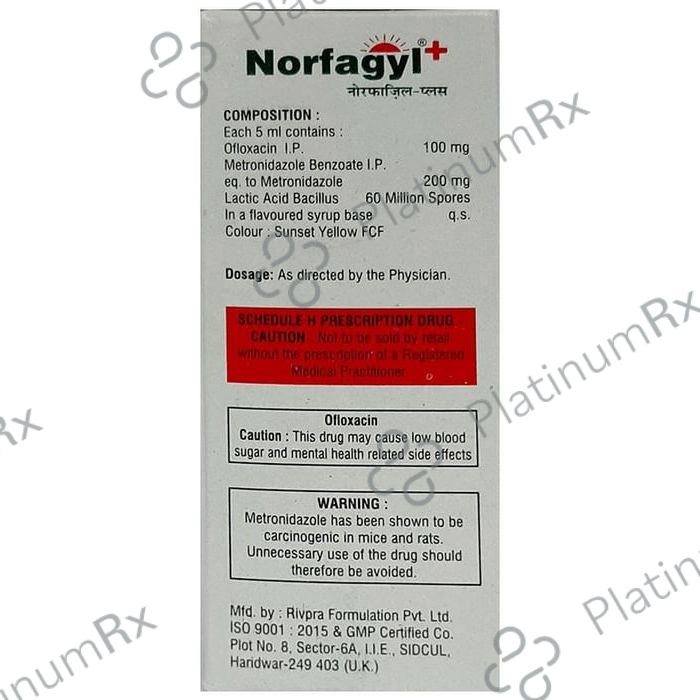 Norfagyl®+
नोरफाज़िल-प्लस
COMPOSITION :
Each 5 ml contains :
Ofloxacin I.P. 100 mg
Metronidazole Benzoate I.P.
eq. to Metronidazole 200 mg
Lactic Acid Bacillus 60 Million Spores
In a flavoured syrup base q.s.
Colour : Sunset Yellow FCF
Dosage: As directed by the Physician.
SCHEDULE H PRESCRIPTION DRUG
CAUTION : Not to be sold by retail
without the prescription of a Registered
Medical Practitioner
Ofloxacin
Caution : This drug may cause low blood
sugar and mental health related side effects
WARNING :
Metronidazole has been shown to be
carcinogenic in mice and rats.
Unnecessary use of the drug should
therefore be avoided.
Mfd. by : Rivpra Formulation Pvt. Ltd.
ISO 9001 : 2015 & GMP Certified Co.
Plot No. 8, Sector-6A, I.I.E., SIDCUL,
Haridwar-249 403 (U.K.)
PlatinumRx
PlatinumRx
PlatinumRx
Rx
PlatinumRx
PlatinumRx